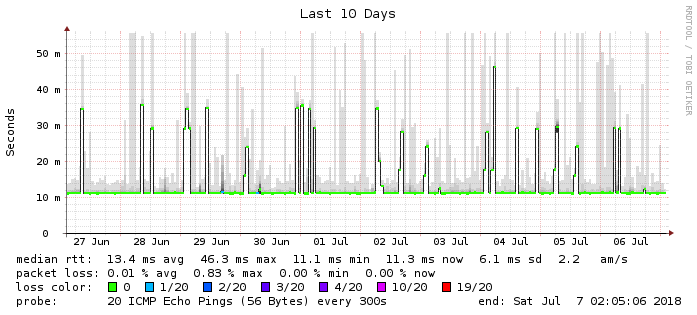 Last 10 Days
RRDTOOL / TOBI OETIKER
Seconds
50 m
40 m
30 m
20 m
10 m
0
27 Jun 28 Jun 29 Jun 30 Jun 01 Jul 02 Jul 03 Jul 04 Jul 05 Jul 06 Jul
median rtt: 13.4 ms avg 46.3 ms max 11.1 ms min 11.3 ms now 6.1 ms sd 2.2 am/s
packet loss: 0.01 % avg 0.83 % max 0.00 % min 0.00 % now
loss color: 0 1/20 2/20 3/20 4/20 10/20 19/20
probe: 20 ICMP Echo Pings (56 Bytes) every 300s end: Sat Jul 7 02:05:06 2018